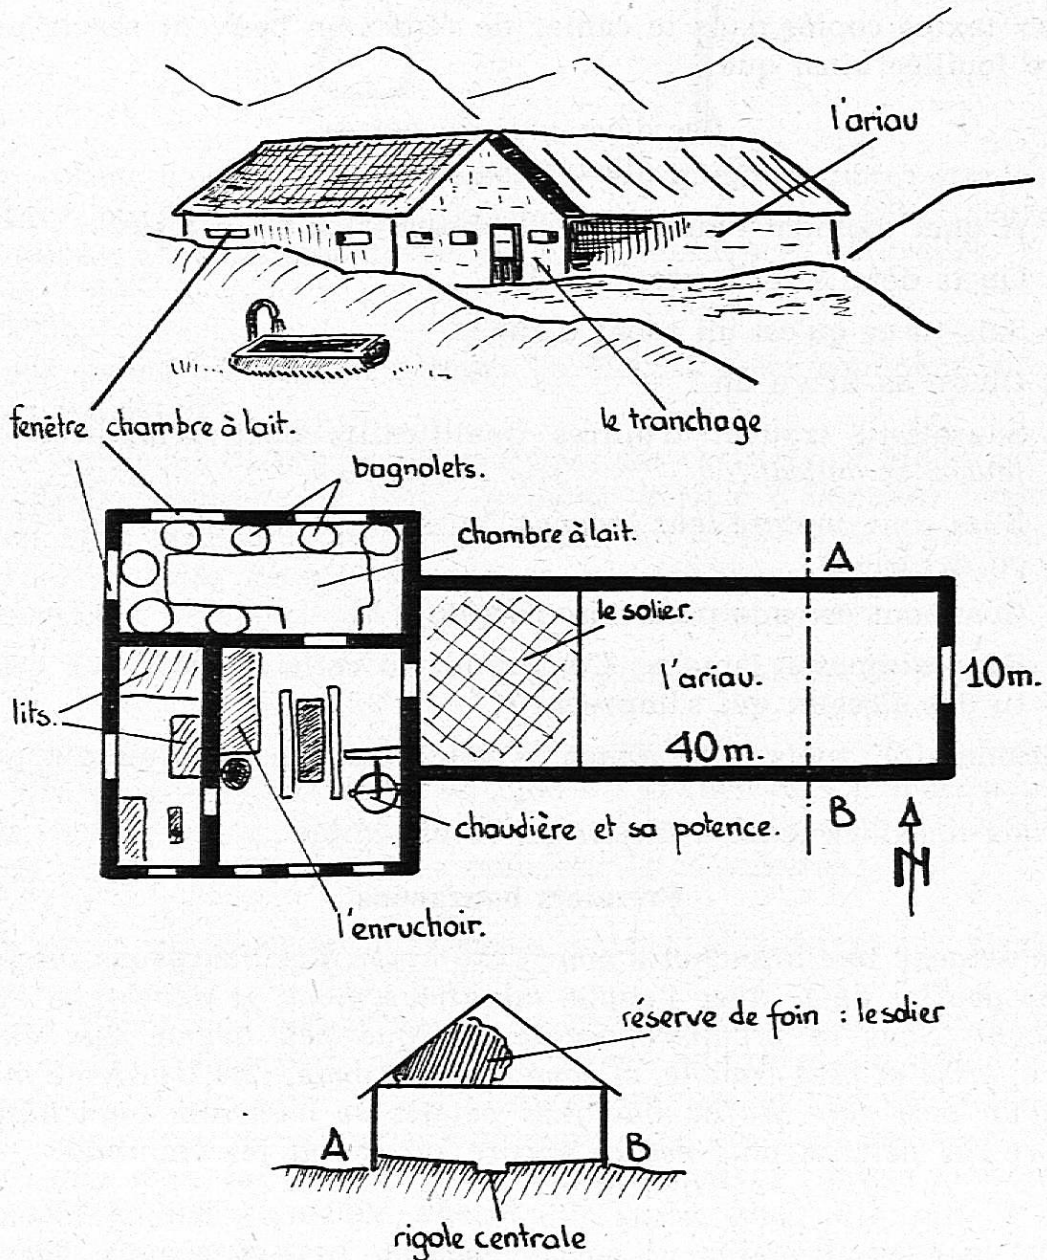 l'ariau
le tranchage
fenêtre chambre à lait.
bagnolets.
chambre à lait.
A
le solier.
l'ariau.
10m.
40m.
lits.
chaudière et sa potence.
B
N
l'enruchoir.
réserve de foin : le solier
A
B
rigole centrale